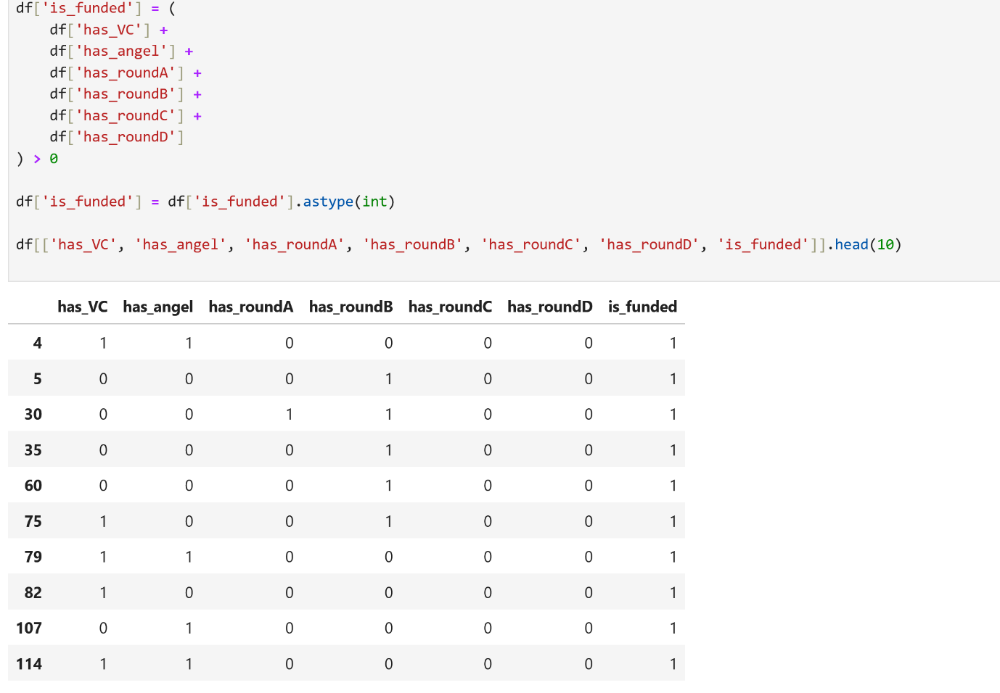 df['is_funded'] = (
    df['has_VC'] +
    df['has_angel'] +
    df['has_roundA'] +
    df['has_roundB'] +
    df['has_roundC'] +
    df['has_roundD']
) > 0
df['is_funded'] = df['is_funded'].astype(int)
df[['has_VC', 'has_angel', 'has_roundA', 'has_roundB', 'has_roundC', 'has_roundD', 'is_funded']].head(10)
has_VC has_angel has_roundA has_roundB has_roundC has_roundD is_funded
4 1 1 0 0 0 0 1
5 0 0 0 1 0 0 1
30 0 0 1 1 0 0 1
35 0 0 0 1 0 0 1
60 0 0 0 1 0 0 1
75 1 0 0 1 0 0 1
79 1 1 0 0 0 0 1
82 1 0 0 0 0 0 1
107 0 1 0 0 0 0 1
114 1 1 0 0 0 0 1